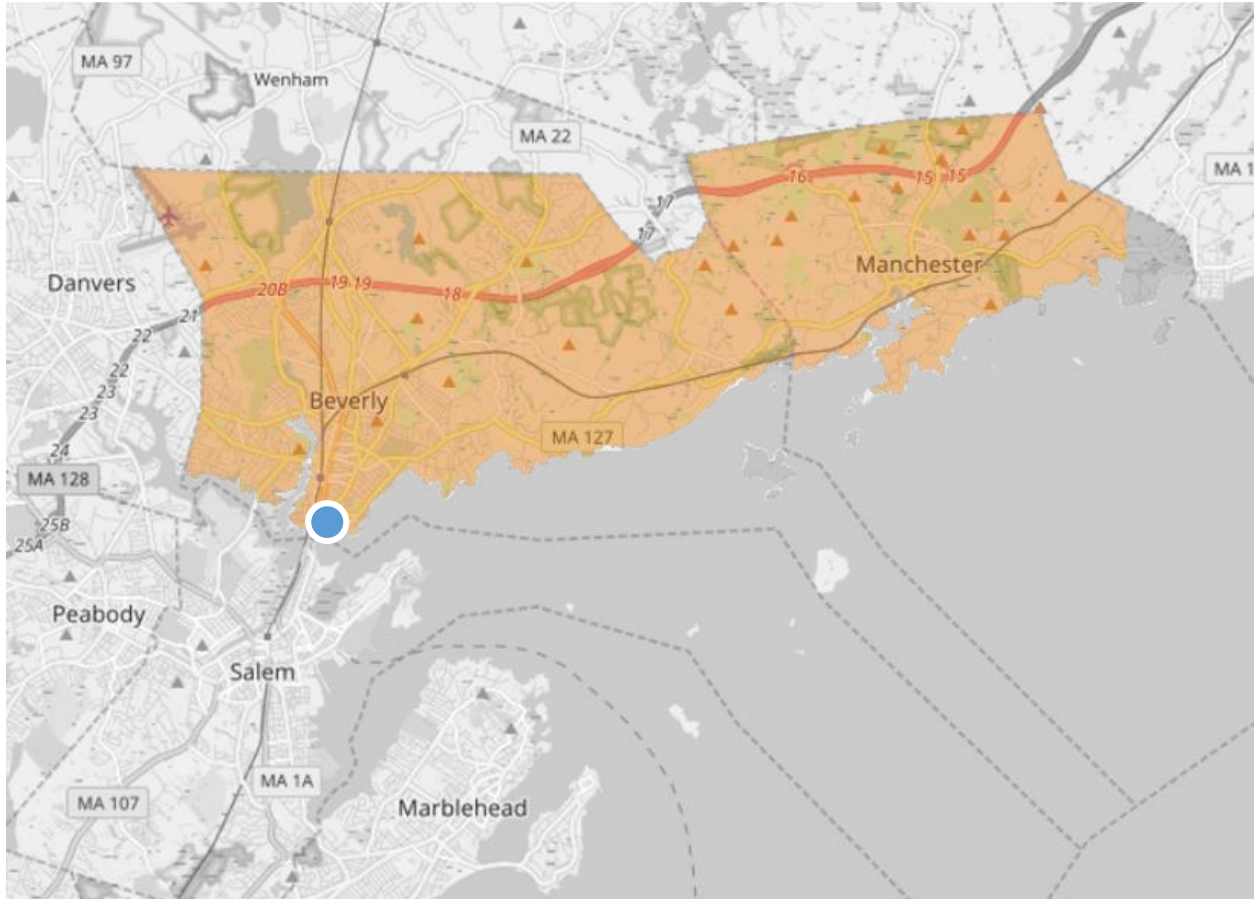 MA 97
Wenham
MA 22
17
16
15
15
MA 1
17
Danvers
Manchester
20B
19
19
18
21
22
22
23
23
Beverly
MA 127
24
MA 128
25B
25A
Peabody
Salem
MA 1A
MA 107
Marblehead